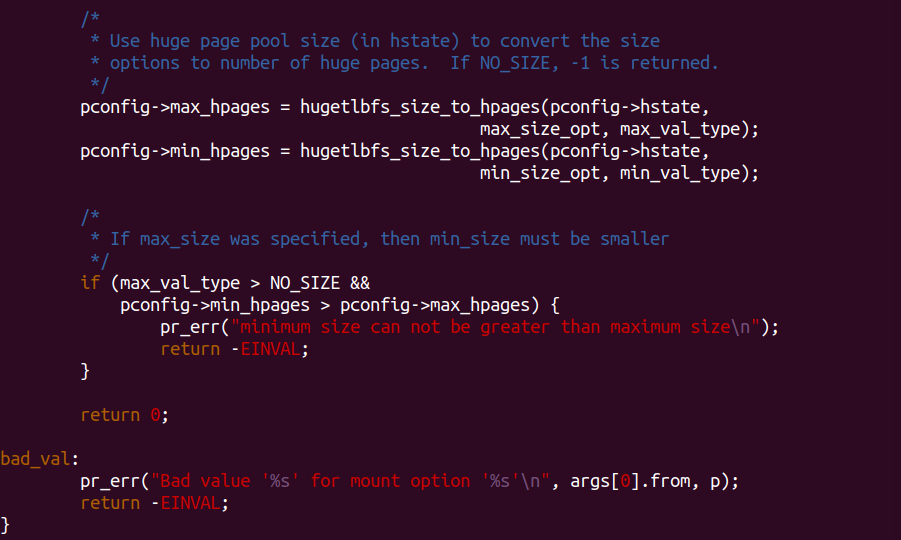 /*
 * Use huge page pool size (in hstate) to convert the size
 * options to number of huge pages.  If NO_SIZE, -1 is returned.
 */
pconfig->max_hpages = hugetlbfs_size_to_hpages(pconfig->hstate,
                                        max_size_opt, max_val_type);
pconfig->min_hpages = hugetlbfs_size_to_hpages(pconfig->hstate,
                                        min_size_opt, min_val_type);

/*
 * If max_size was specified, then min_size must be smaller
 */
if (max_val_type > NO_SIZE &&
    pconfig->min_hpages > pconfig->max_hpages) {
        pr_err("minimum size can not be greater than maximum size\n");
        return -EINVAL;
}

return 0;

bad_val:
        pr_err("Bad value '%s' for mount option '%s'\n", args[0].from, p);
        return -EINVAL;
}